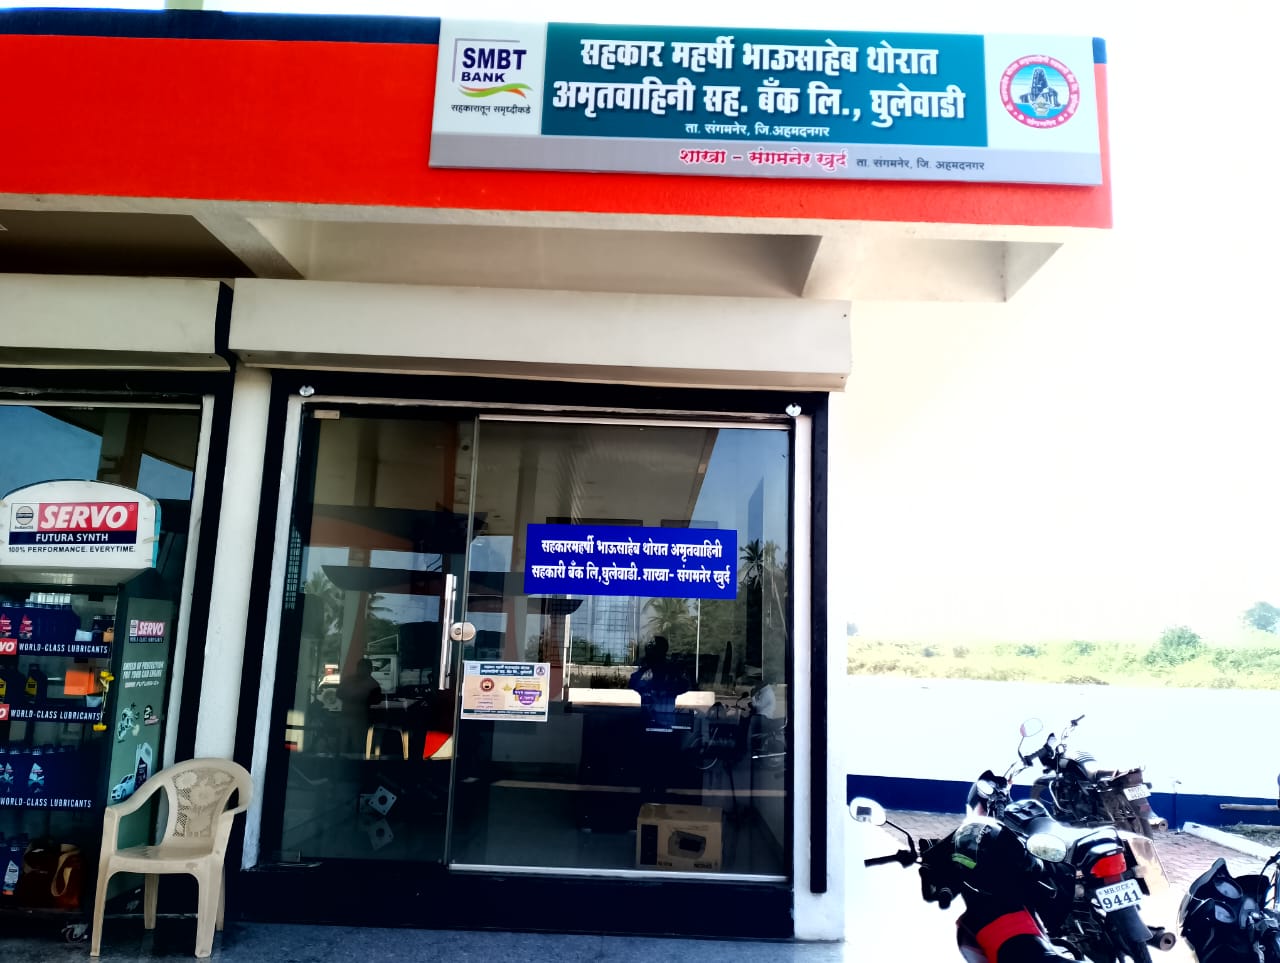 SMBT
BANK
सहकारातून समृध्दीकडे
सहकार महर्षी भाऊसाहेब थोरात
अमृतवाहिनी सह. बँक लि., घुलेवाडी
ता. संगमनेर, जि.अहमदनगर
शाखा - संगमनेर खुर्द ता. संगमनेर, जि. अहमदनगर
सहकारमहर्षी भाऊसाहेब थोरात अमृतवाहिनी
सहकारी बँक लि,घुलेवाडी. शाखा- संगमनेर खुर्द
SERVO
FUTURA SYNTH
100% PERFORMANCE. EVERYTIME.
SERVO
WORLD-CLASS LUBRICANTS
WORLD-CLASS LUBRICANTS
WORLD-CLASS LUBRICANTS
9441